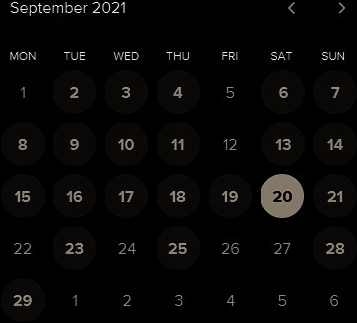 September 2021
MON TUE WED THU FRI SAT SUN
1 2 3 4 5 6 7
8 9 10 11 12 13 14
15 16 17 18 19 20 21
22 23 24 25 26 27 28
29 1 2 3 4 5 6